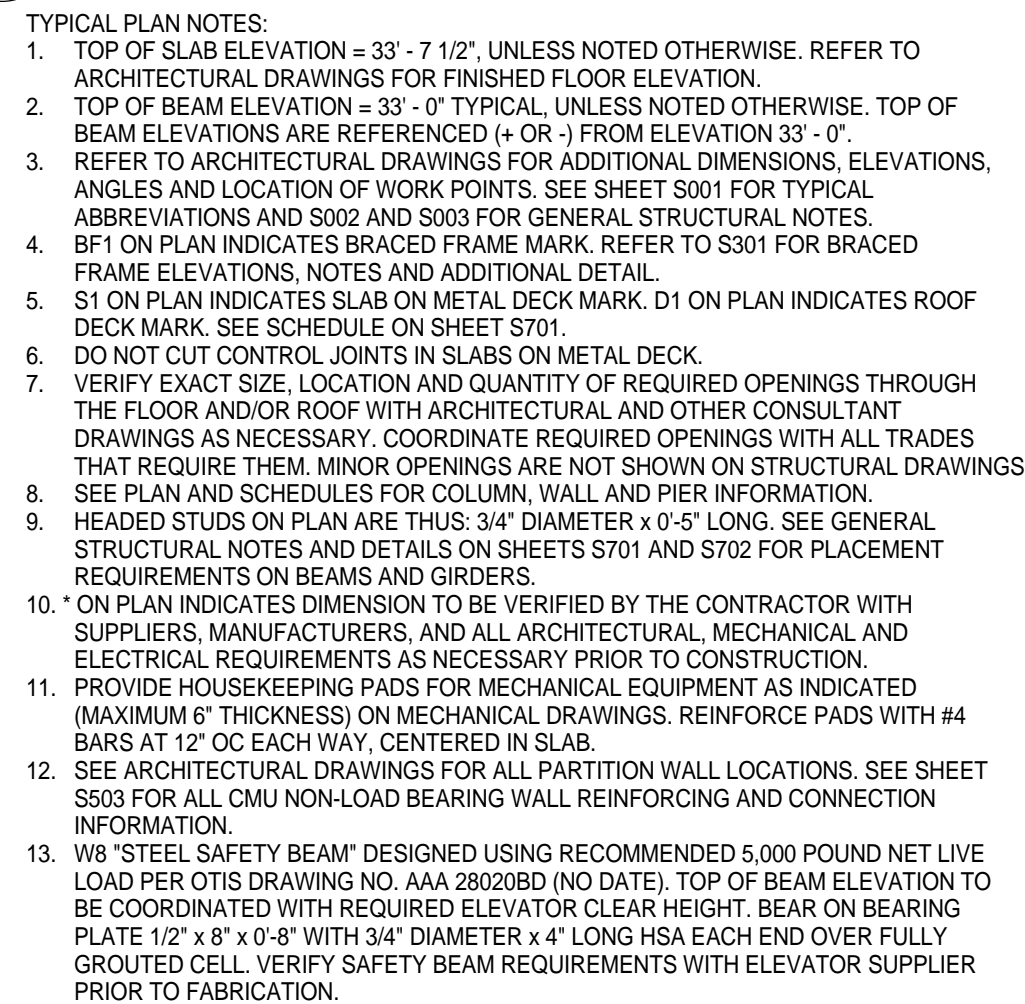 TYPICAL PLAN NOTES:
1. TOP OF SLAB ELEVATION = 33' - 7 1/2", UNLESS NOTED OTHERWISE. REFER TO
ARCHITECTURAL DRAWINGS FOR FINISHED FLOOR ELEVATION.
2. TOP OF BEAM ELEVATION = 33' - 0" TYPICAL, UNLESS NOTED OTHERWISE. TOP OF
BEAM ELEVATIONS ARE REFERENCED (+ OR -) FROM ELEVATION 33' - 0".
3. REFER TO ARCHITECTURAL DRAWINGS FOR ADDITIONAL DIMENSIONS, ELEVATIONS,
ANGLES AND LOCATION OF WORK POINTS. SEE SHEET S001 FOR TYPICAL
ABBREVIATIONS AND S002 AND S003 FOR GENERAL STRUCTURAL NOTES.
4. BF1 ON PLAN INDICATES BRACED FRAME MARK. REFER TO S301 FOR BRACED
FRAME ELEVATIONS, NOTES AND ADDITIONAL DETAIL.
5. S1 ON PLAN INDICATES SLAB ON METAL DECK MARK. D1 ON PLAN INDICATES ROOF
DECK MARK. SEE SCHEDULE ON SHEET S701.
6. DO NOT CUT CONTROL JOINTS IN SLABS ON METAL DECK.
7. VERIFY EXACT SIZE, LOCATION AND QUANTITY OF REQUIRED OPENINGS THROUGH
THE FLOOR AND/OR ROOF WITH ARCHITECTURAL AND OTHER CONSULTANT
DRAWINGS AS NECESSARY. COORDINATE REQUIRED OPENINGS WITH ALL TRADES
THAT REQUIRE THEM. MINOR OPENINGS ARE NOT SHOWN ON STRUCTURAL DRAWINGS
8. SEE PLAN AND SCHEDULES FOR COLUMN, WALL AND PIER INFORMATION.
9. HEADED STUDS ON PLAN ARE THUS: 3/4" DIAMETER x 0'-5" LONG. SEE GENERAL
STRUCTURAL NOTES AND DETAILS ON SHEETS S701 AND S702 FOR PLACEMENT
REQUIREMENTS ON BEAMS AND GIRDERS.
10. * ON PLAN INDICATES DIMENSION TO BE VERIFIED BY THE CONTRACTOR WITH
SUPPLIERS, MANUFACTURERS, AND ALL ARCHITECTURAL, MECHANICAL AND
ELECTRICAL REQUIREMENTS AS NECESSARY PRIOR TO CONSTRUCTION.
11. PROVIDE HOUSEKEEPING PADS FOR MECHANICAL EQUIPMENT AS INDICATED
(MAXIMUM 6" THICKNESS) ON MECHANICAL DRAWINGS. REINFORCE PADS WITH #4
BARS AT 12" OC EACH WAY, CENTERED IN SLAB.
12. SEE ARCHITECTURAL DRAWINGS FOR ALL PARTITION WALL LOCATIONS. SEE SHEET
S503 FOR ALL CMU NON-LOAD BEARING WALL REINFORCING AND CONNECTION
INFORMATION.
13. W8 "STEEL SAFETY BEAM" DESIGNED USING RECOMMENDED 5,000 POUND NET LIVE
LOAD PER OTIS DRAWING NO. AAA 28020BD (NO DATE). TOP OF BEAM ELEVATION TO
BE COORDINATED WITH REQUIRED ELEVATOR CLEAR HEIGHT. BEAR ON BEARING
PLATE 1/2" x 8" x 0'-8" WITH 3/4" DIAMETER x 4" LONG HSA EACH END OVER FULLY
GROUTED CELL. VERIFY SAFETY BEAM REQUIREMENTS WITH ELEVATOR SUPPLIER
PRIOR TO FABRICATION.